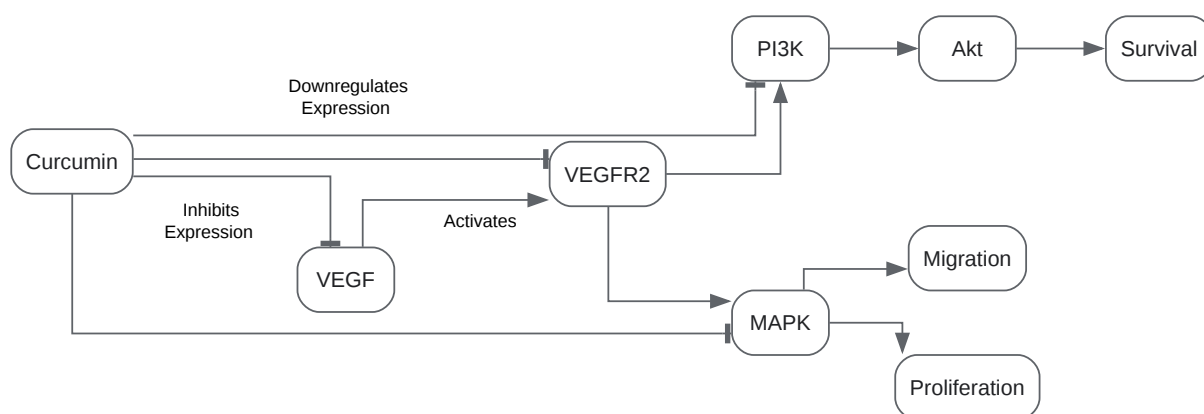 PI3K
Akt
Survival
Downregulates
Expression
Curcumin
VEGFR2
Inhibits
Expression
Activates
VEGF
Migration
MAPK
Proliferation